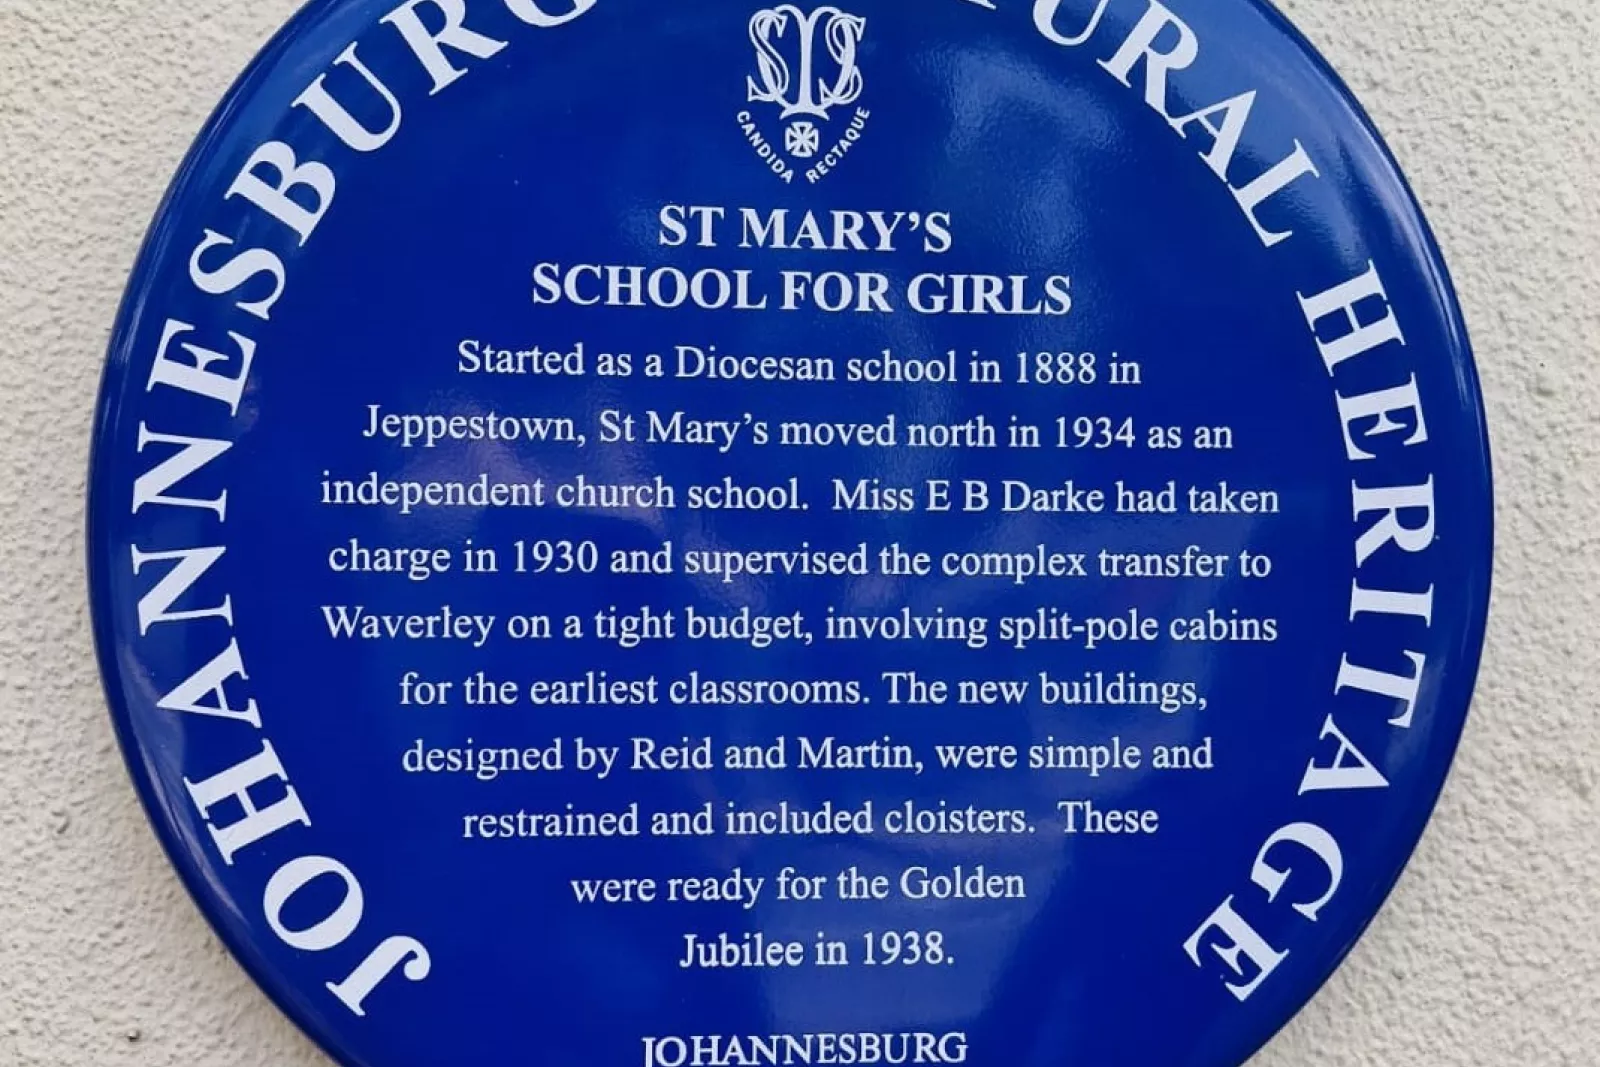 JOHANNESBURG
HERITAGE
CANDIDA RECTAQUE
ST MARY'S
SCHOOL FOR GIRLS
Started as a Diocesan school in 1888 in
Jeppestown, St Mary's moved north in 1934 as an
independent church school. Miss E B Darke had taken
charge in 1930 and supervised the complex transfer to
Waverley on a tight budget, involving split-pole cabins
for the earliest classrooms. The new buildings,
designed by Reid and Martin, were simple and
restrained and included cloisters. These
were ready for the Golden
Jubilee in 1938.
JOHANNESBURG